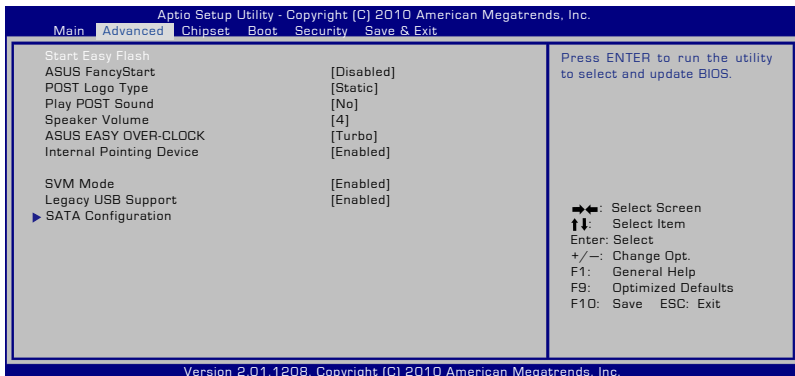 Aptio Setup Utility - Copyright (C) 2010 American Megatrends, Inc.
Main Advanced Chipset Boot Security Save & Exit
Start Easy Flash
ASUS FancyStart [Disabled]
POST Logo Type [Static]
Play POST Sound [No]
Speaker Volume [4]
ASUS EASY OVER-CLOCK [Turbo]
Internal Pointing Device [Enabled]
SVM Mode [Enabled]
Legacy USB Support [Enabled]
SATA Configuration
Press ENTER to run the utility
to select and update BIOS.
→←: Select Screen
↑↓: Select Item
Enter: Select
+/—: Change Opt.
F1: General Help
F9: Optimized Defaults
F10: Save ESC: Exit
Version 2.01.1208. Copyright (C) 2010 American Megatrends, Inc.